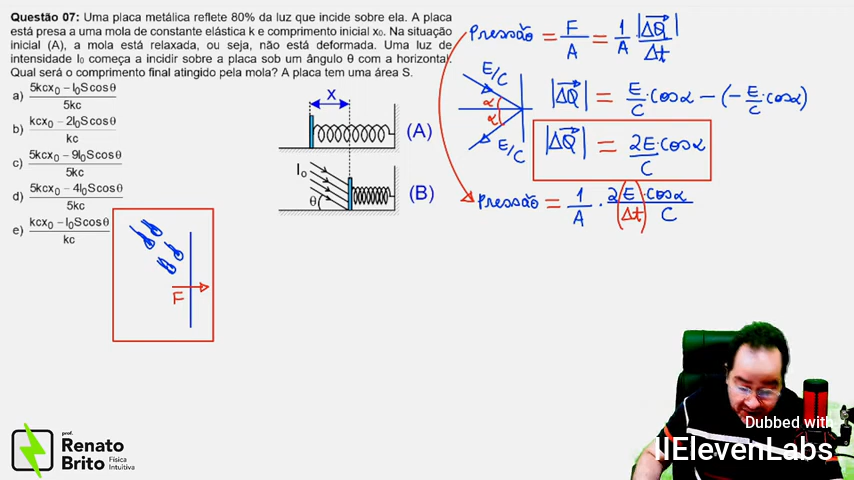 Questão 07: Uma placa metálica reflete 80% da luz que incide sobre ela. A placa
está presa a uma mola de constante elástica k e comprimento inicial x₀. Na situação
inicial (A), a mola está relaxada, ou seja, não está deformada. Uma luz de
intensidade I₀ começa a incidir sobre a placa sob um ângulo θ com a horizontal.
Qual será o comprimento final atingido pela mola? A placa tem uma área S.
a) 5kcx₀ – I₀Scosθ
5kc
b) kcx₀ – 2I₀Scosθ
kc
c) 5kcx₀ – 9I₀Scosθ
5kc
d) 5kcx₀ – 4I₀Scosθ
5kc
e) kcx₀ – I₀Scosθ
kc
X
(A)
I₀
θ
(B)
F
Pressão = F/A = 1/A · |ΔQ⃗|/Δt
E/C
α
α
E/C
|ΔQ⃗| = E/C · cosα – (–E/C · cosα)
|ΔQ⃗| = 2E · cosα / C
Pressão = 1/A · 2E · cosα / Δt C
prof.
Renato
Brito Física
Intuitiva
Dubbed with
IIElevenLabs